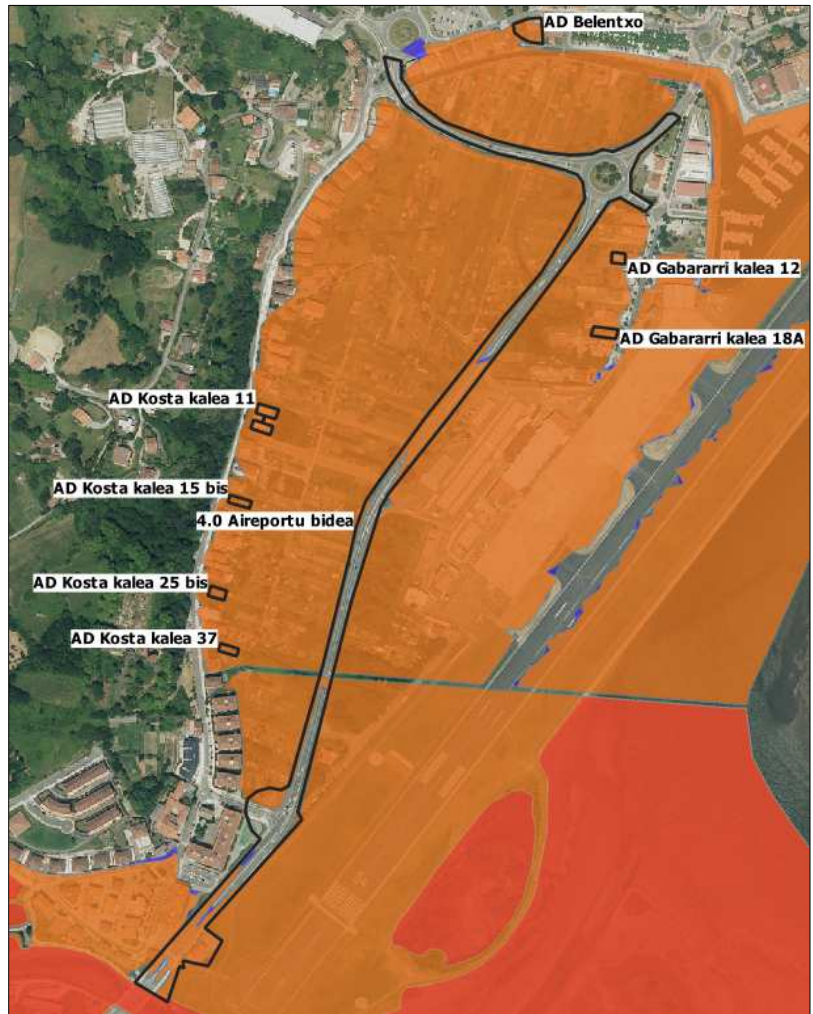 AD Belentxo
AD Gabararri kalea 12
AD Gabararri kalea 18A
AD Kosta kalea 11
AD Kosta kalea 15 bis
4.0 Aireportu bidea
AD Kosta kalea 25 bis
AD Kosta kalea 37